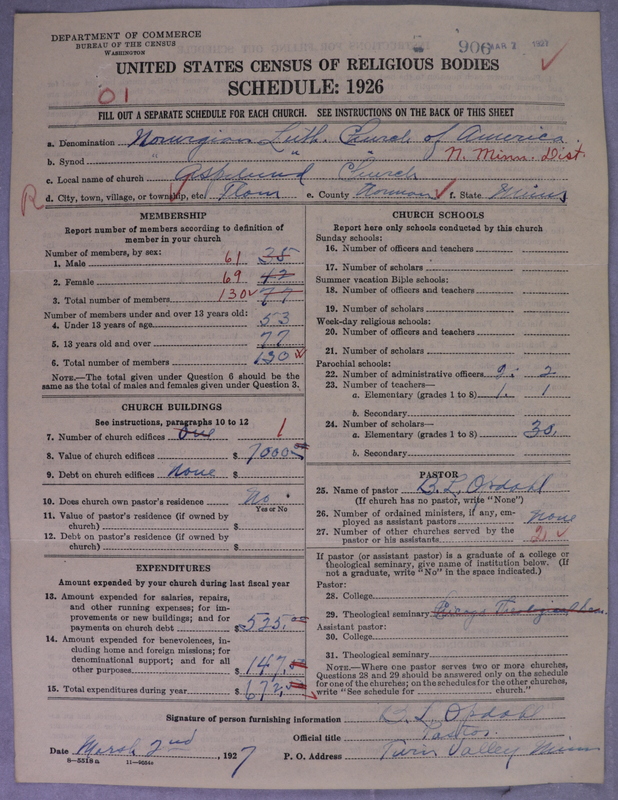 DEPARTMENT OF COMMERCE
BUREAU OF THE CENSUS
WASHINGTON
906 MAR 7 1927
UNITED STATES CENSUS OF RELIGIOUS BODIES
SCHEDULE: 1926
01
FILL OUT A SEPARATE SCHEDULE FOR EACH CHURCH. SEE INSTRUCTIONS ON THE BACK OF THIS SHEET
a. Denomination Norwegian Luth. Church of America
b. Synod " " N. Minn. Dist.
c. Local name of church Aspelund Church
R d. City, town, village, or township, etc. Flom e. County Norman f. State Minn
MEMBERSHIP
Report number of members according to definition of
member in your church
Number of members, by sex:
1. Male 61 35
2. Female 69 42
3. Total number of members 130 77
Number of members under and over 13 years old:
4. Under 13 years of age 53
5. 13 years old and over 77
6. Total number of members 130
NOTE.—The total given under Question 6 should be
same as the total of males and females given under Question 3.
CHURCH BUILDINGS
See instructions, paragraphs 10 to 12
7. Number of church edifices One 1
8. Value of church edifices $ 7000
9. Debt on church edifices None $
10. Does church own pastor's residence No
Yes or No
11. Value of pastor's residence (if owned by
church) $
12. Debt on pastor's residence (if owned by
church) $
EXPENDITURES
Amount expended by your church during last fiscal year
13. Amount expended for salaries, repairs,
and other running expenses; for im-
provements or new buildings; and for
payments on church debt $ 535.00
14. Amount expended for benevolences, in-
cluding home and foreign missions; for
denominational support; and for all
other purposes $ 147.
15. Total expenditures during year $ 672.
CHURCH SCHOOLS
Report here only schools conducted by this church
Sunday schools:
16. Number of officers and teachers
17. Number of scholars
Summer vacation Bible schools:
18. Number of officers and teachers
19. Number of scholars
Week-day religious schools:
20. Number of officers and teachers
21. Number of scholars
Parochial schools:
22. Number of administrative officers 2
23. Number of teachers—
a. Elementary (grades 1 to 8) 1. 1
b. Secondary
24. Number of scholars—
a. Elementary (grades 1 to 8) 30.
b. Secondary
PASTOR
25. Name of pastor B. L. Opdahl
(If church has no pastor, write "None")
26. Number of ordained ministers, if any, em-
ployed as assistant pastors none
27. Number of other churches served by the
pastor or his assistants 2
If pastor (or assistant pastor) is a graduate of a college or
theological seminary, give name of institution below. (If
not a graduate, write "No" in the space indicated.)
Pastor:
28. College
29. Theological seminary
Assistant pastor:
30. College
31. Theological seminary
NOTE.—Where one pastor serves two or more churches,
Questions 28 and 29 should be answered only on the schedule
for one of the churches; on the schedules for the other churches,
write "See schedule for church."
Signature of person furnishing information B. L. Opdahl
Official title Pastor.
Date March 2nd, 1927 P. O. Address Twin Valley Minn
8—5518a 11—9604a